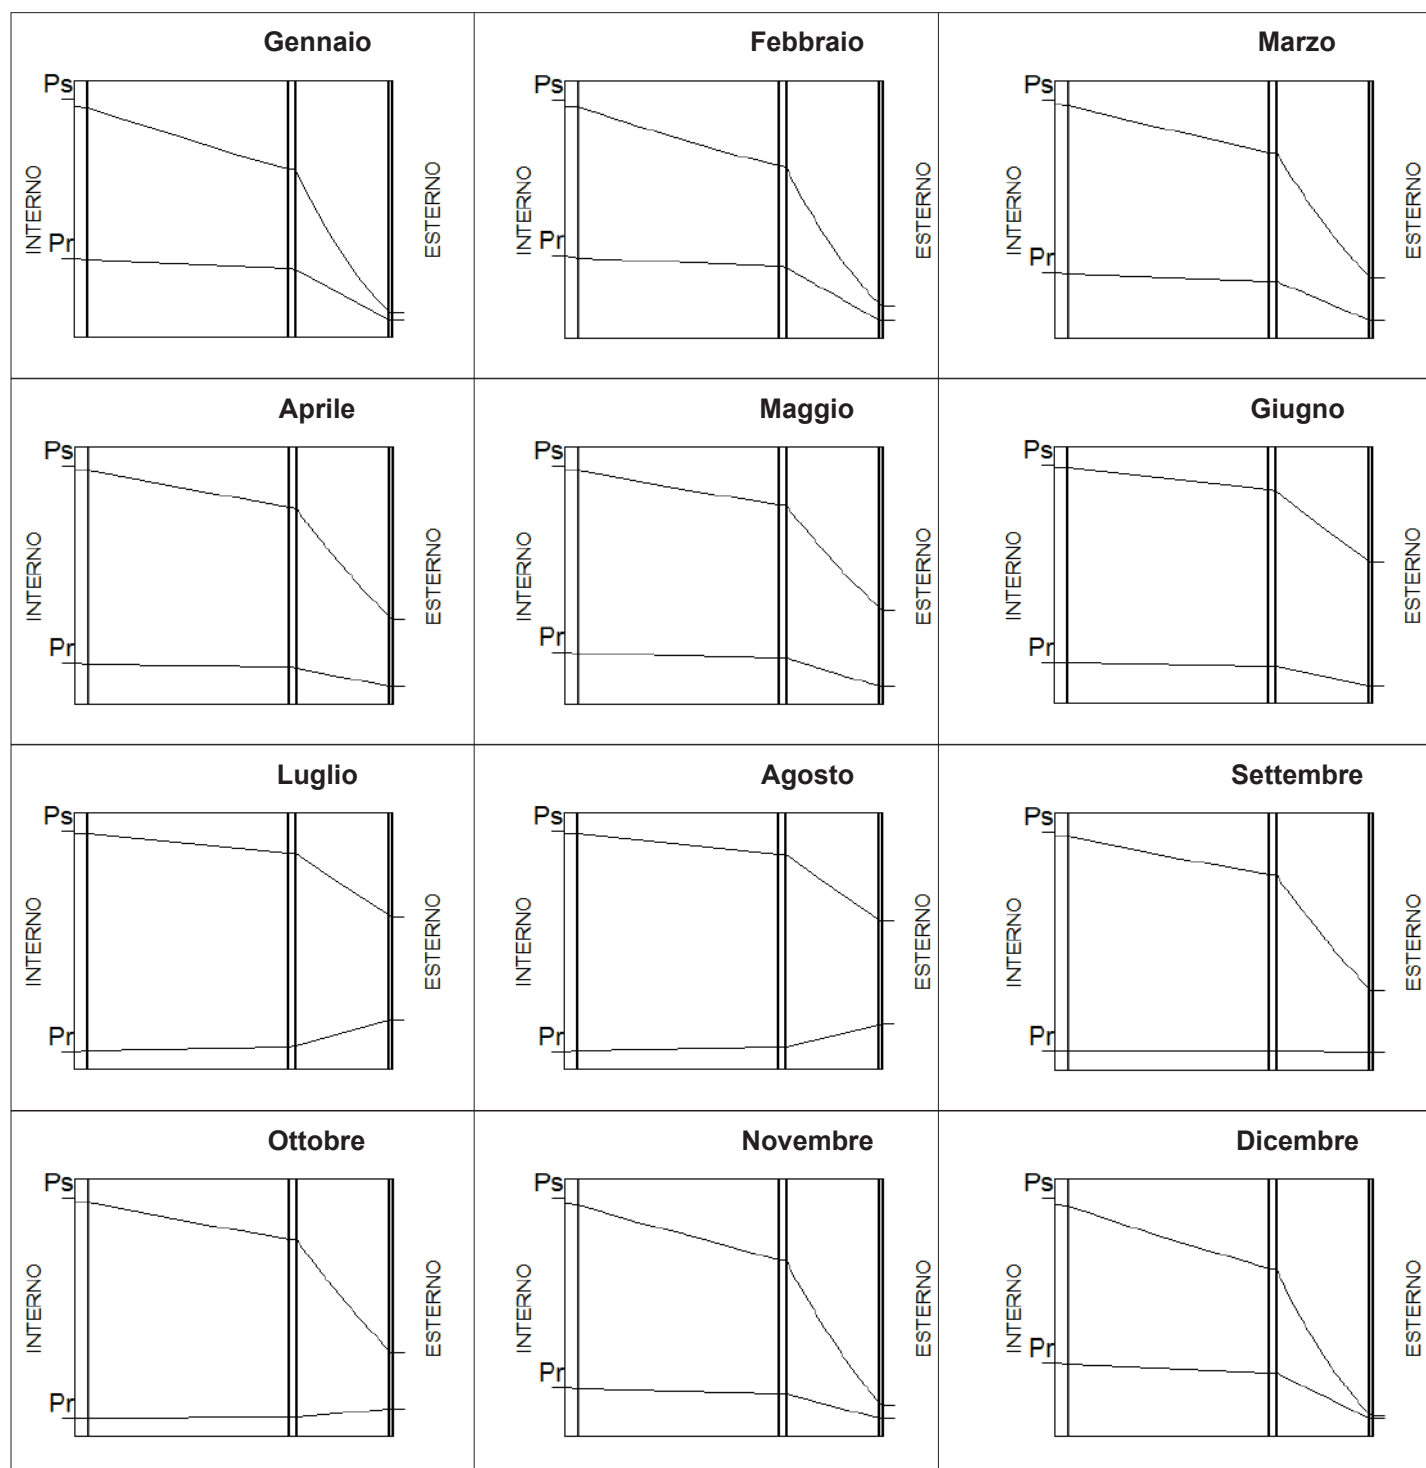 Gennaio
Ps
Pr
INTERNO
ESTERNO
Febbraio
Ps
Pr
INTERNO
ESTERNO
Marzo
Ps
Pr
INTERNO
ESTERNO
Aprile
Ps
Pr
INTERNO
ESTERNO
Maggio
Ps
Pr
INTERNO
ESTERNO
Giugno
Ps
Pr
INTERNO
ESTERNO
Luglio
Ps
Pr
INTERNO
ESTERNO
Agosto
Ps
Pr
INTERNO
ESTERNO
Settembre
Ps
Pr
INTERNO
ESTERNO
Ottobre
Ps
Pr
INTERNO
ESTERNO
Novembre
Ps
Pr
INTERNO
ESTERNO
Dicembre
Ps
Pr
INTERNO
ESTERNO